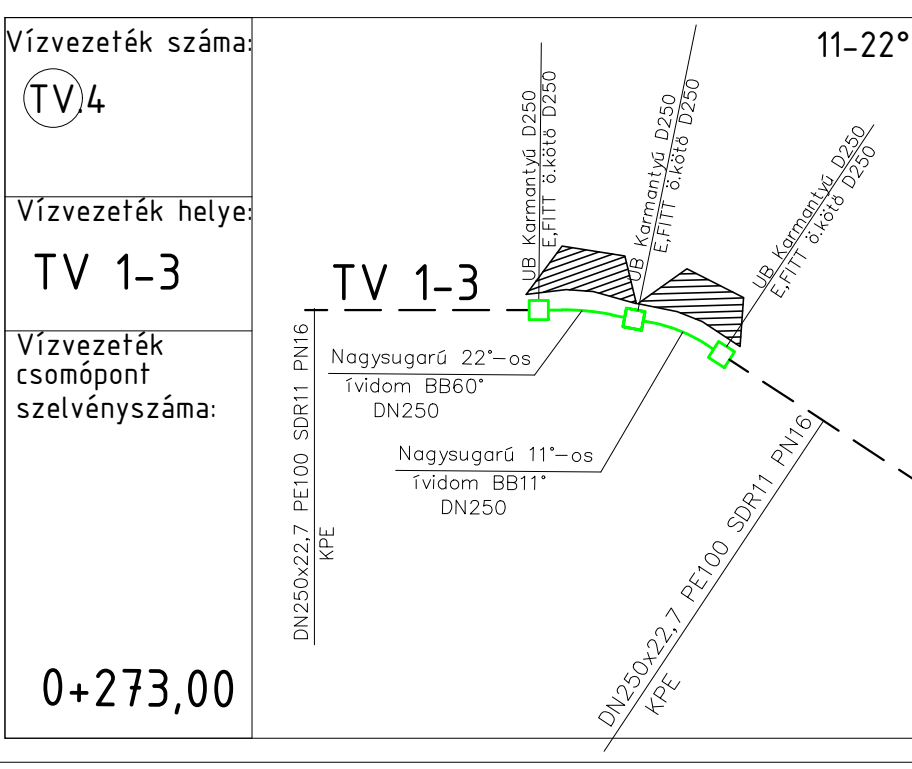 Vízvezeték száma:
TV.4
Vízvezeték helye:
TV 1-3
Vízvezeték
csomópont
szelvényszáma:
0+273,00
11-22°
UB Karmantyú D250
E,FITT ö.kötő D250
UB Karmantyú D250
E,FITT ö.kötő D250
UB Karmantyú D250
E,FITT ö.kötő D250
TV 1-3
Nagysugarú 22°-os
ívidom BB60°
DN250
Nagysugarú 11°-os
ívidom BB11°
DN250
DN250x22,7 PE100 SDR11 PN16
KPE
DN250x22,7 PE100 SDR11 PN16
KPE